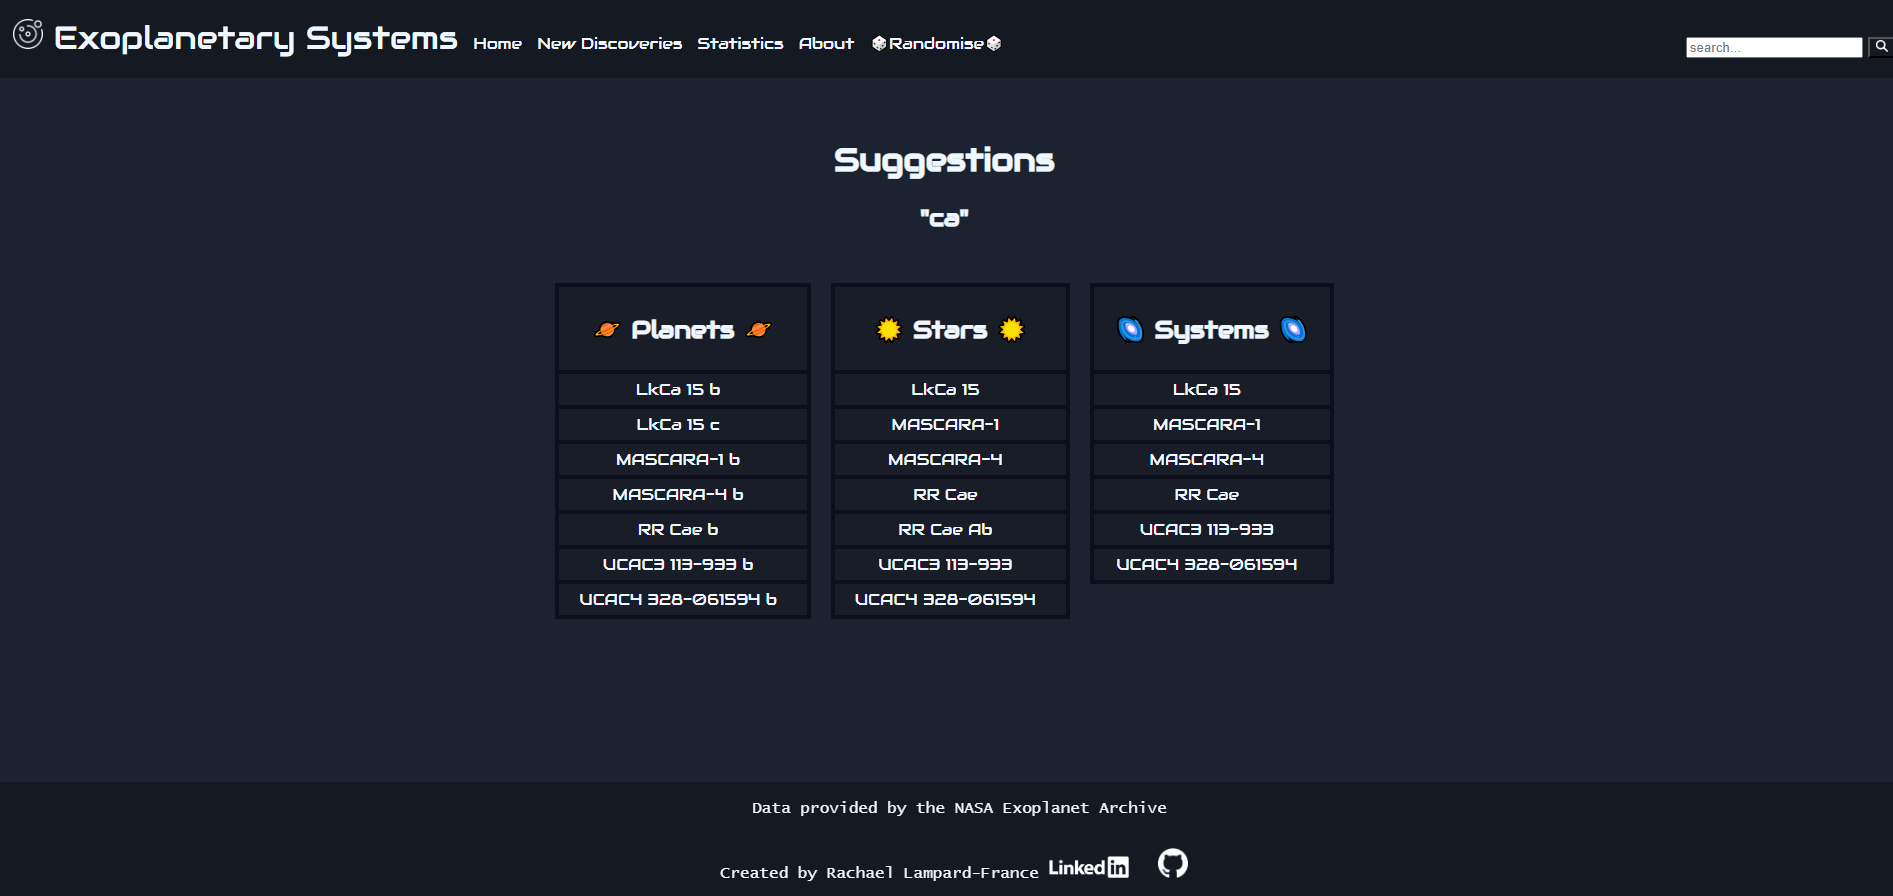 Exoplanetary Systems Home New Discoveries Statistics About Randomise search...
Suggestions
"ca"
Planets
LkCa 15 b
LkCa 15 c
MASCARA-1 b
MASCARA-4 b
RR Cae b
UCAC3 113-933 b
UCAC4 328-061594 b
Stars
LkCa 15
MASCARA-1
MASCARA-4
RR Cae
RR Cae Ab
UCAC3 113-933
UCAC4 328-061594
Systems
LkCa 15
MASCARA-1
MASCARA-4
RR Cae
UCAC3 113-933
UCAC4 328-061594
Data provided by the NASA Exoplanet Archive
Created by Rachael Lampard-France LinkedIn